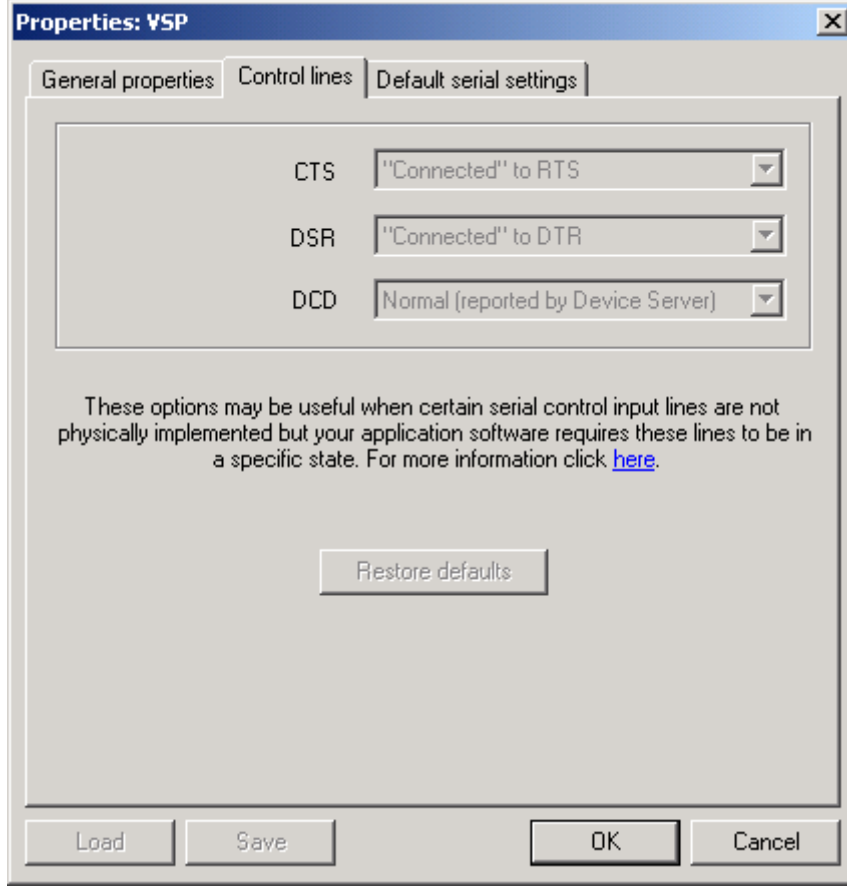 Properties: VSP
General properties
Control lines
Default serial settings
CTS
"Connected" to RTS
DSR
"Connected" to DTR
DCD
Normal (reported by Device Server)
These options may be useful when certain serial control input lines are not
physically implemented but your application software requires these lines to be in
a specific state. For more information click here.
Restore defaults
Load
Save
OK
Cancel